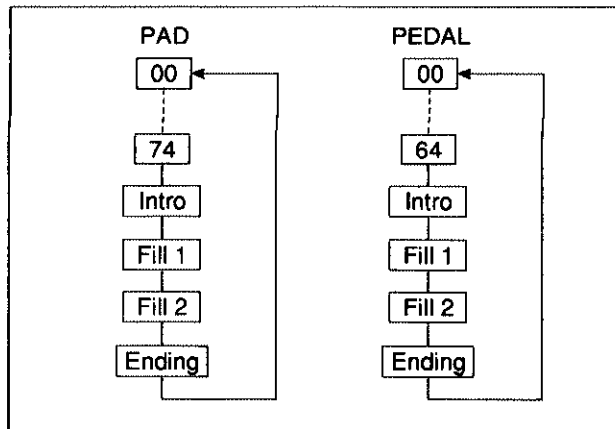 PAD PEDAL
00 00
74 64
Intro Intro
Fill 1 Fill 1
Fill 2 Fill 2
Ending Ending